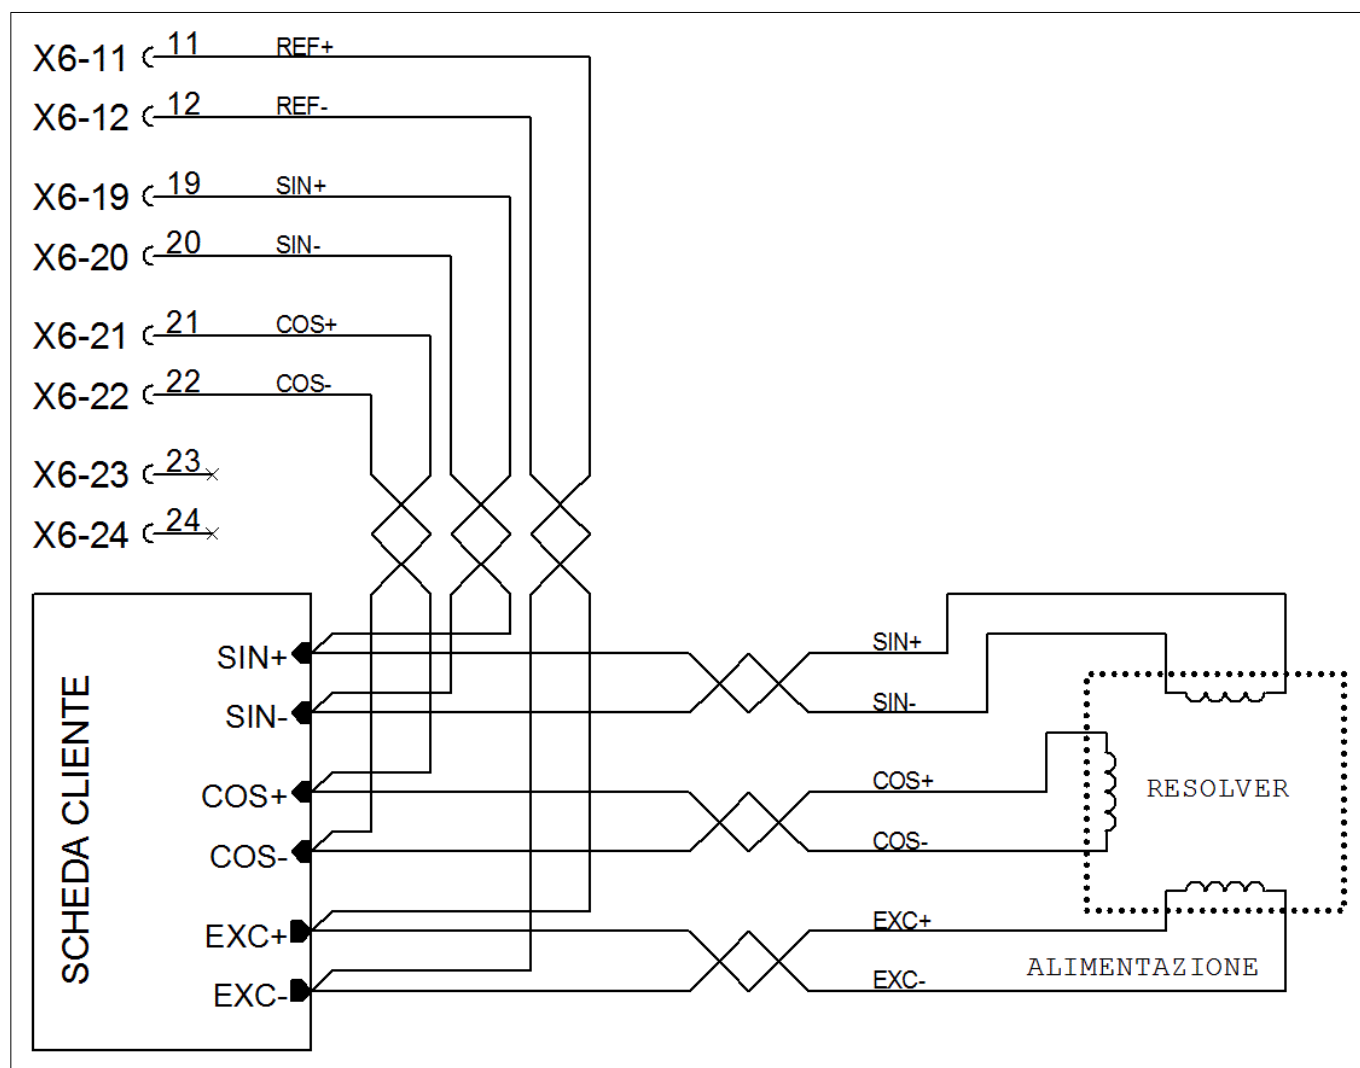 X6-11 11 REF+
X6-12 12 REF-
X6-19 19 SIN+
X6-20 20 SIN-
X6-21 21 COS+
X6-22 22 COS-
X6-23 23
X6-24 24
SCHEDA CLIENTE
SIN+
SIN-
COS+
COS-
EXC+
EXC-
SIN+
SIN-
COS+
COS-
EXC+
EXC-
RESOLVER
ALIMENTAZIONE